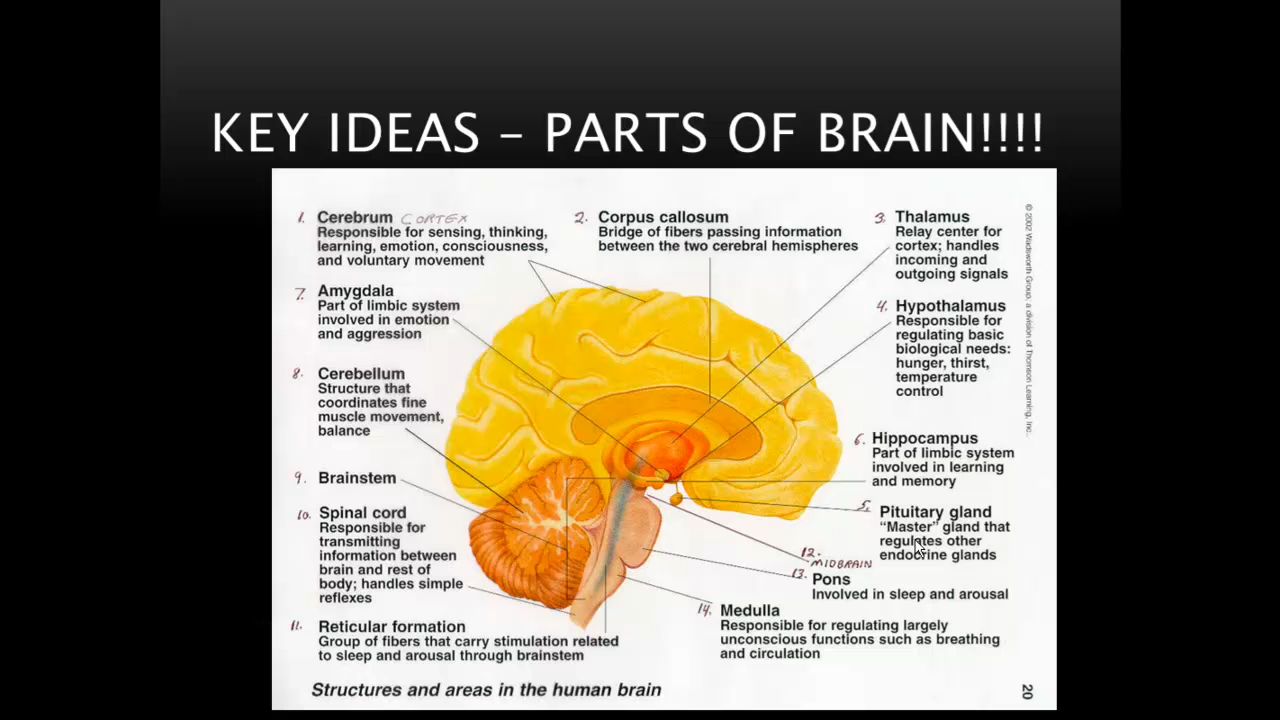 KEY IDEAS – PARTS OF BRAIN!!!!
1. Cerebrum CORTEX
Responsible for sensing, thinking,
learning, emotion, consciousness,
and voluntary movement
2. Corpus callosum
Bridge of fibers passing information
between the two cerebral hemispheres
3. Thalamus
Relay center for
cortex; handles
incoming and
outgoing signals
4. Hypothalamus
Responsible for
regulating basic
biological needs:
hunger, thirst,
temperature
control
7. Amygdala
Part of limbic system
involved in emotion
and aggression
8. Cerebellum
Structure that
coordinates fine
muscle movement,
balance
6. Hippocampus
Part of limbic system
involved in learning
and memory
9. Brainstem
5. Pituitary gland
“Master” gland that
regulates other
endocrine glands
10. Spinal cord
Responsible for
transmitting
information between
brain and rest of
body; handles simple
reflexes
12.
MIDBRAIN
13. Pons
Involved in sleep and arousal
14. Medulla
Responsible for regulating largely
unconscious functions such as breathing
and circulation
11. Reticular formation
Group of fibers that carry stimulation related
to sleep and arousal through brainstem
Structures and areas in the human brain
20
© 2002 Wadsworth Group, a division of Thomson Learning, Inc.